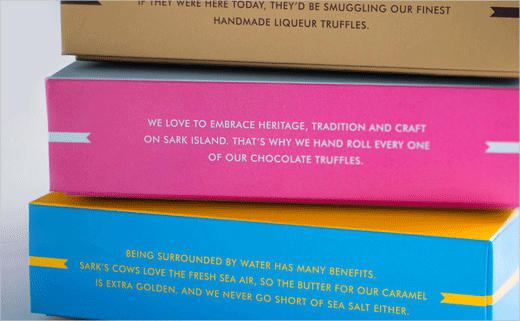 IF THEY WERE HERE TODAY, THEY'D BE SMUGGLING OUR FINEST
HANDMADE LIQUEUR TRUFFLES.
WE LOVE TO EMBRACE HERITAGE, TRADITION AND CRAFT
ON SARK ISLAND. THAT'S WHY WE HAND ROLL EVERY ONE
OF OUR CHOCOLATE TRUFFLES.
BEING SURROUNDED BY WATER HAS MANY BENEFITS.
SARK'S COWS LOVE THE FRESH SEA AIR, SO THE BUTTER FOR OUR CARAMEL
IS EXTRA GOLDEN. AND WE NEVER GO SHORT OF SEA SALT EITHER.